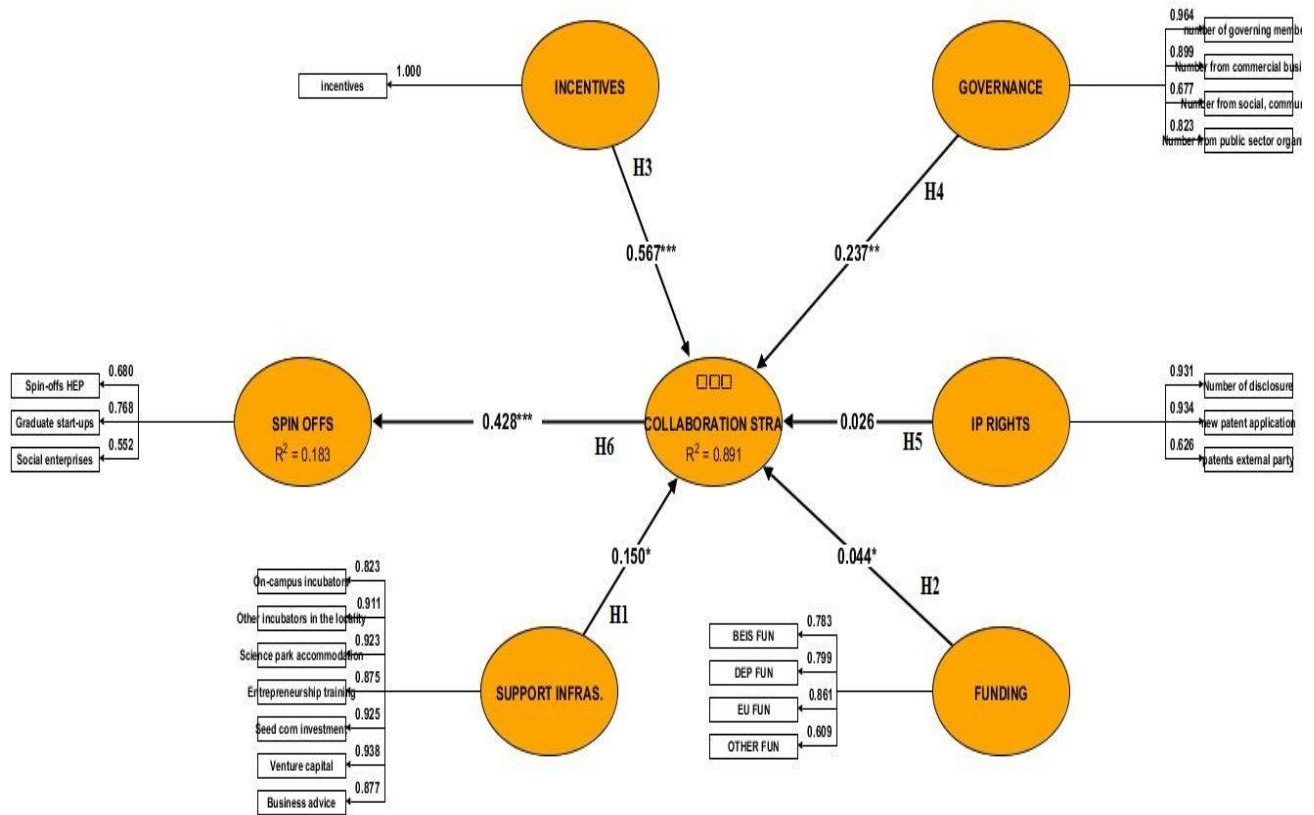 1.000
incentives
INCENTIVES
H3
0.567***
GOVERNANCE
0.964
number of governing membe
0.899
Number from commercial busi
0.677
Number from social, commun
0.823
Number from public sector organi
H4
0.237**
0.680
Spin-offs HEP
0.768
Graduate start-ups
0.552
Social enterprises
SPIN OFFS
R² = 0.183
0.428***
H6
□□□
COLLABORATION STRA
R² = 0.891
0.026
H5
IP RIGHTS
0.931
Number of disclosure
0.934
new patent application
0.626
patents external party
0.150*
H1
0.044*
H2
0.823
On-campus incubators
0.911
Other incubators in the locality
0.923
Science park accommodation
0.875
Entrepreneurship training
0.925
Seed corn investment
0.938
Venture capital
0.877
Business advice
SUPPORT INFRAS.
0.783
BEIS FUN
0.799
DEP FUN
0.861
EU FUN
0.609
OTHER FUN
FUNDING